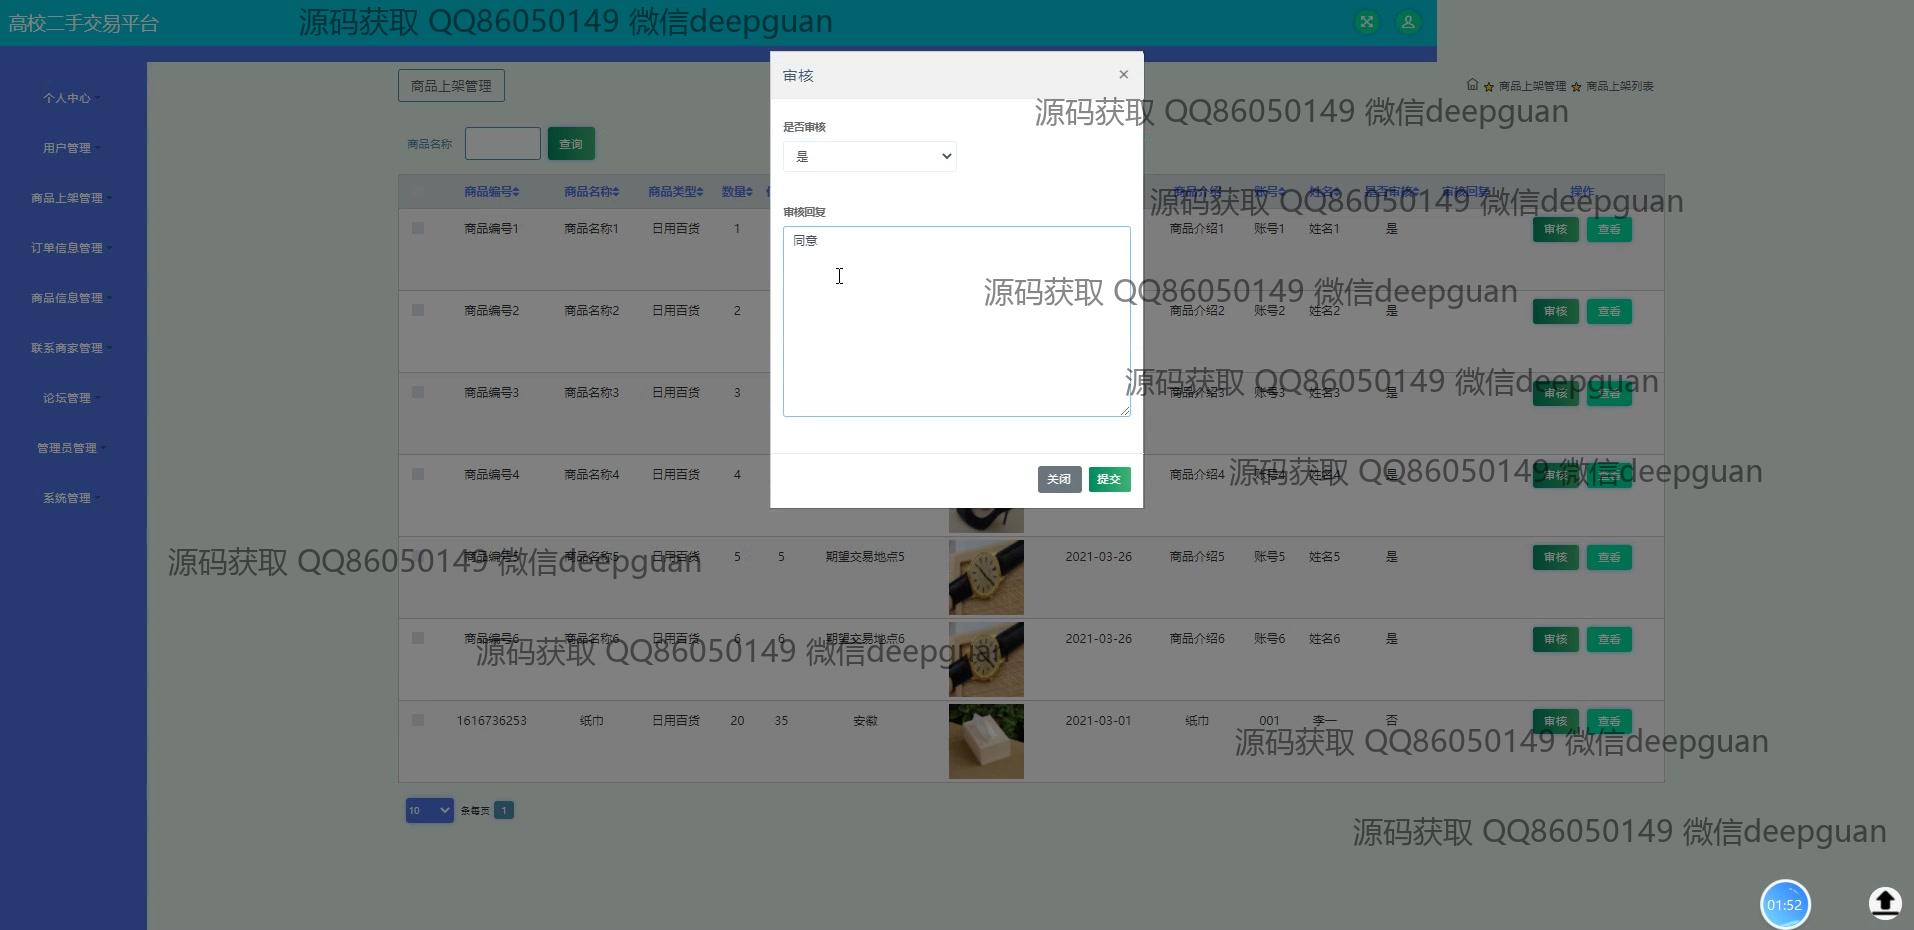 高校二手交易平台
源码获取 QQ86050149 微信deepguan
个人中心
用户管理
商品上架管理
订单信息管理
商品信息管理
联系商家管理
论坛管理
管理员管理
系统管理
商品上架管理
商品上架管理 商品上架列表
源码获取 QQ86050149 微信deepguan
商品名称 查询
审核 ×
是否审核
是
审核回复
同意
关闭 提交
商品编号 商品名称 商品类型 数量 商品介绍 账号 姓名 是否审核 审核回复 操作
源码获取 QQ86050149 微信deepguan
商品编号1 商品名称1 日用百货 1 商品介绍1 账号1 姓名1 是 审核 查看
源码获取 QQ86050149 微信deepguan
商品编号2 商品名称2 日用百货 2 商品介绍2 账号2 姓名2 是 审核 查看
源码获取 QQ86050149 微信deepguan
商品编号3 商品名称3 日用百货 3 商品介绍3 账号3 姓名3 是 审核 查看
源码获取 QQ86050149 微信deepguan
商品编号4 商品名称4 日用百货 4 商品介绍4 账号4 姓名4 是 审核 查看
商品编号5 商品名称5 日用百货 5 5 期望交易地点5 2021-03-26 商品介绍5 账号5 姓名5 是 审核 查看
源码获取 QQ86050149 微信deepguan
商品编号6 商品名称6 日用百货 6 6 期望交易地点6 2021-03-26 商品介绍6 账号6 姓名6 是 审核 查看
源码获取 QQ86050149 微信deepguan
1616736253 纸巾 日用百货 20 35 安徽 2021-03-01 纸巾 001 李一 否 审核 查看
源码获取 QQ86050149 微信deepguan
10 条每页 1
源码获取 QQ86050149 微信deepguan
01:52